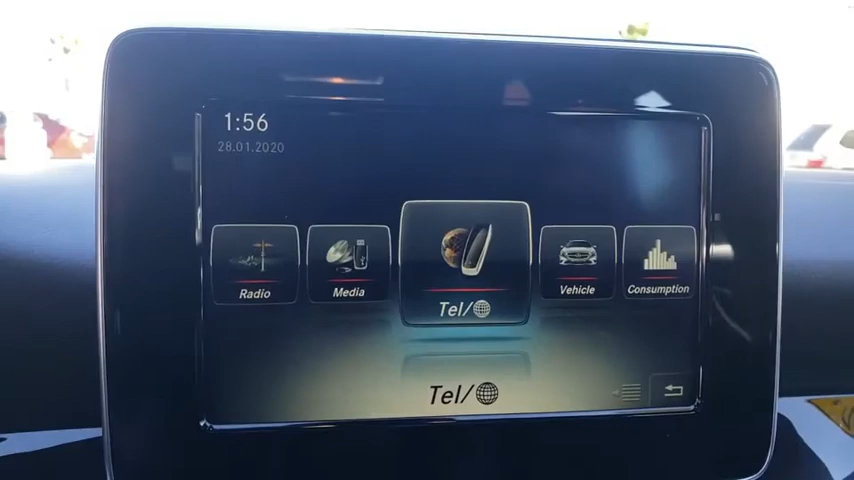 1:56
28.01.2020
Radio
Media
Tel/
Vehicle
Consumption
Tel/